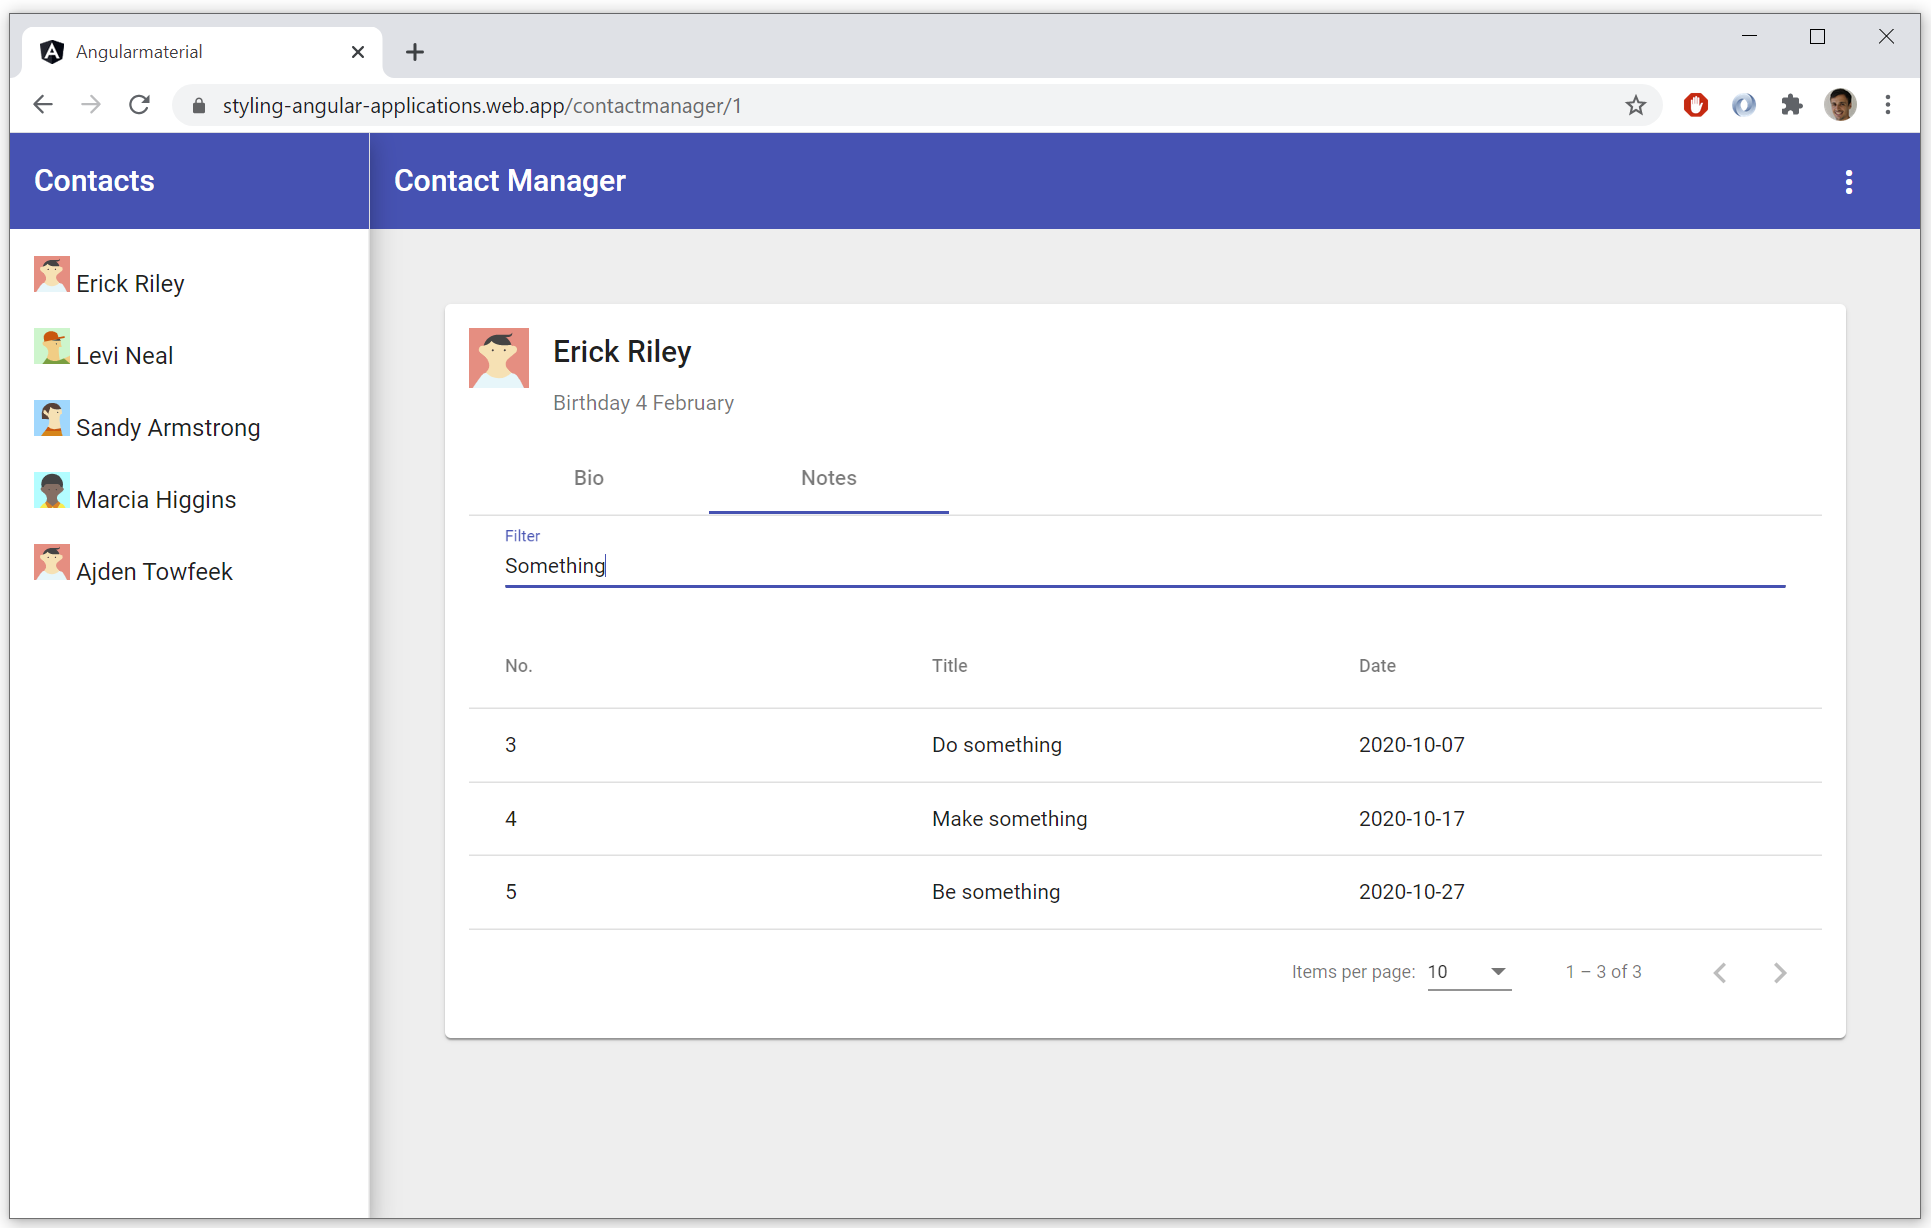 Angularmaterial
styling-angular-applications.web.app/contactmanager/1
Contacts
Contact Manager
Erick Riley
Levi Neal
Sandy Armstrong
Marcia Higgins
Ajden Towfeek
Erick Riley
Birthday 4 February
Bio Notes
Filter
Something
No. Title Date
3 Do something 2020-10-07
4 Make something 2020-10-17
5 Be something 2020-10-27
Items per page: 10 1 – 3 of 3